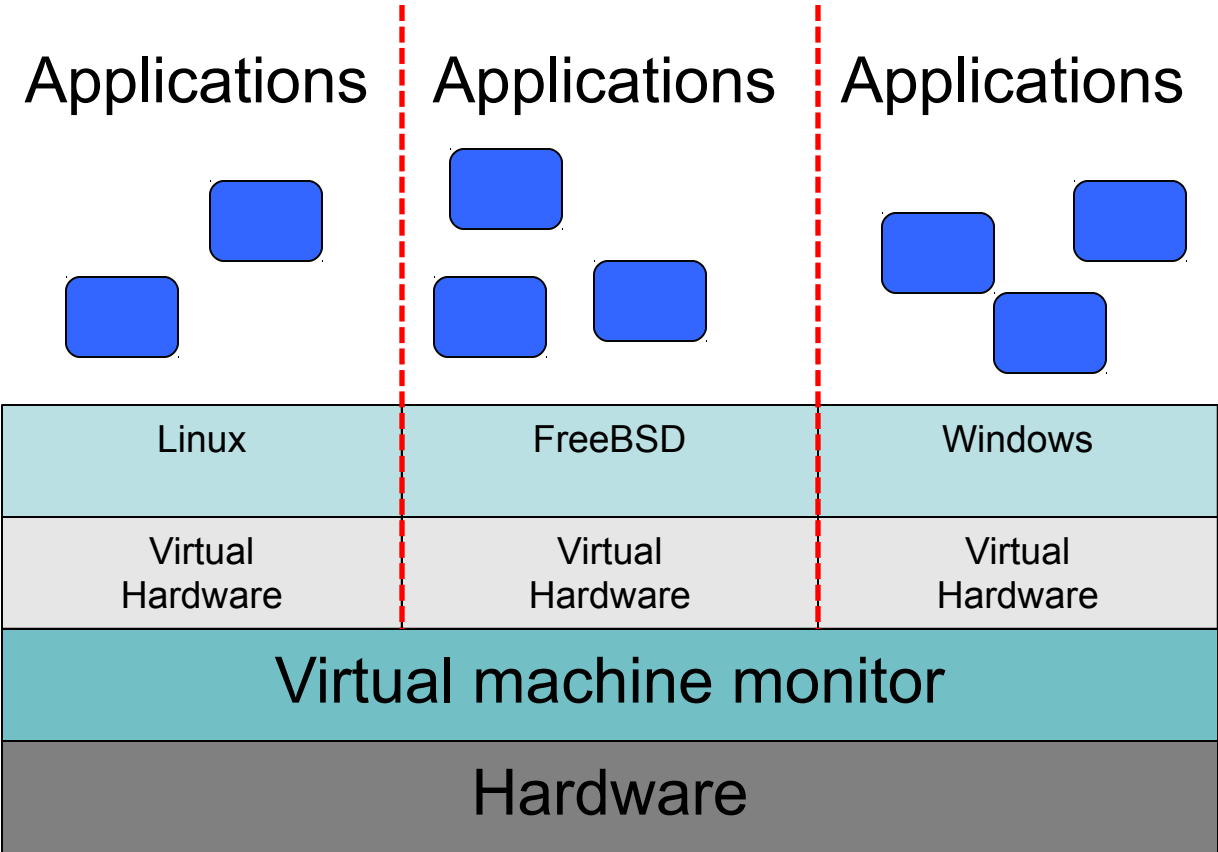 Applications
Applications
Applications
Linux
FreeBSD
Windows
Virtual
Hardware
Virtual
Hardware
Virtual
Hardware
Virtual machine monitor
Hardware